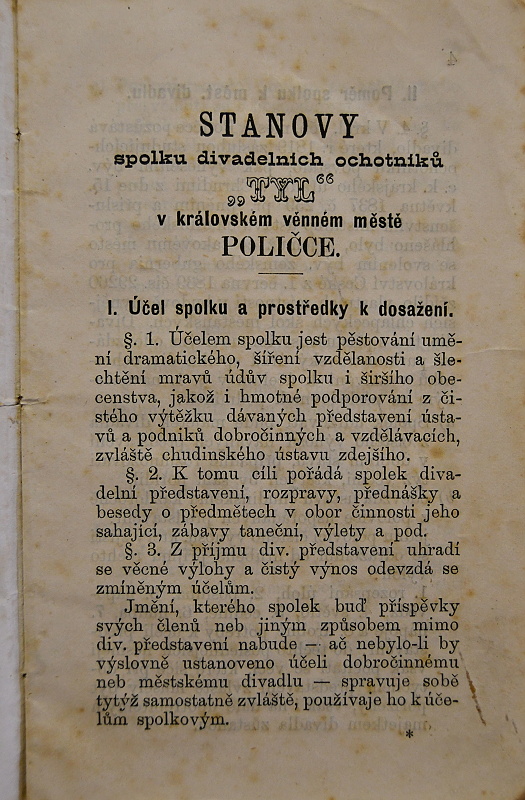 STANOVY
spolku divadelních ochotníků
„TYL“
v královském věnném městě
POLIČCE.
I. Účel spolku a prostředky k dosažení.
§. 1. Účelem spolku jest pěstování umě-
ní dramatického, šíření vzdělanosti a šle-
chtění mravů údův spolku i širšího obe-
censtva, jakož i hmotné podporování z či-
stého výtěžku dávaných představení ústa-
vů a podniků dobročinných a vzdělávacích,
zvláště chudinského ústavu zdejšího.
§. 2. K tomu cíli pořádá spolek diva-
delní představení, rozpravy, přednášky a
besedy o předmětech v obor činnosti jeho
sahající, zábavy taneční, výlety a pod.
§. 3. Z příjmu div. představení uhradí
se věcné výlohy a čistý výnos odevzdá se
zmíněným účelům.
Jmění, kterého spolek buď příspěvky
svých členů neb jiným způsobem mimo
div. představení nabude — ač nebylo-li by
výslovně ustanoveno účeli dobročinnému
neb městskému divadlu — spravuje sobě
tytýž samostatně zvláště, používaje ho k úče-
lům spolkovým.
*